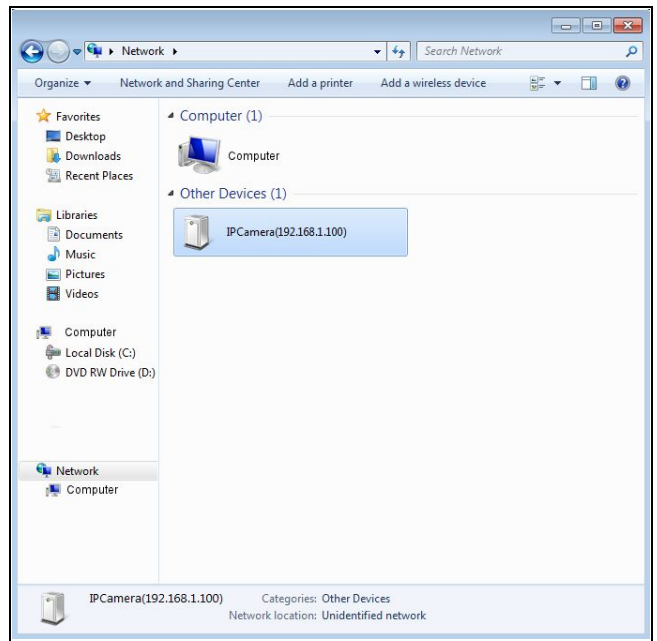 Network
Search Network
Organize
Network and Sharing Center
Add a printer
Add a wireless device
Favorites
Desktop
Downloads
Recent Places
Libraries
Documents
Music
Pictures
Videos
Computer
Local Disk (C:)
DVD RW Drive (D:)
Network
Computer
Computer (1)
Computer
Other Devices (1)
IPCamera(192.168.1.100)
IPCamera(192.168.1.100)
Categories: Other Devices
Network location: Unidentified network